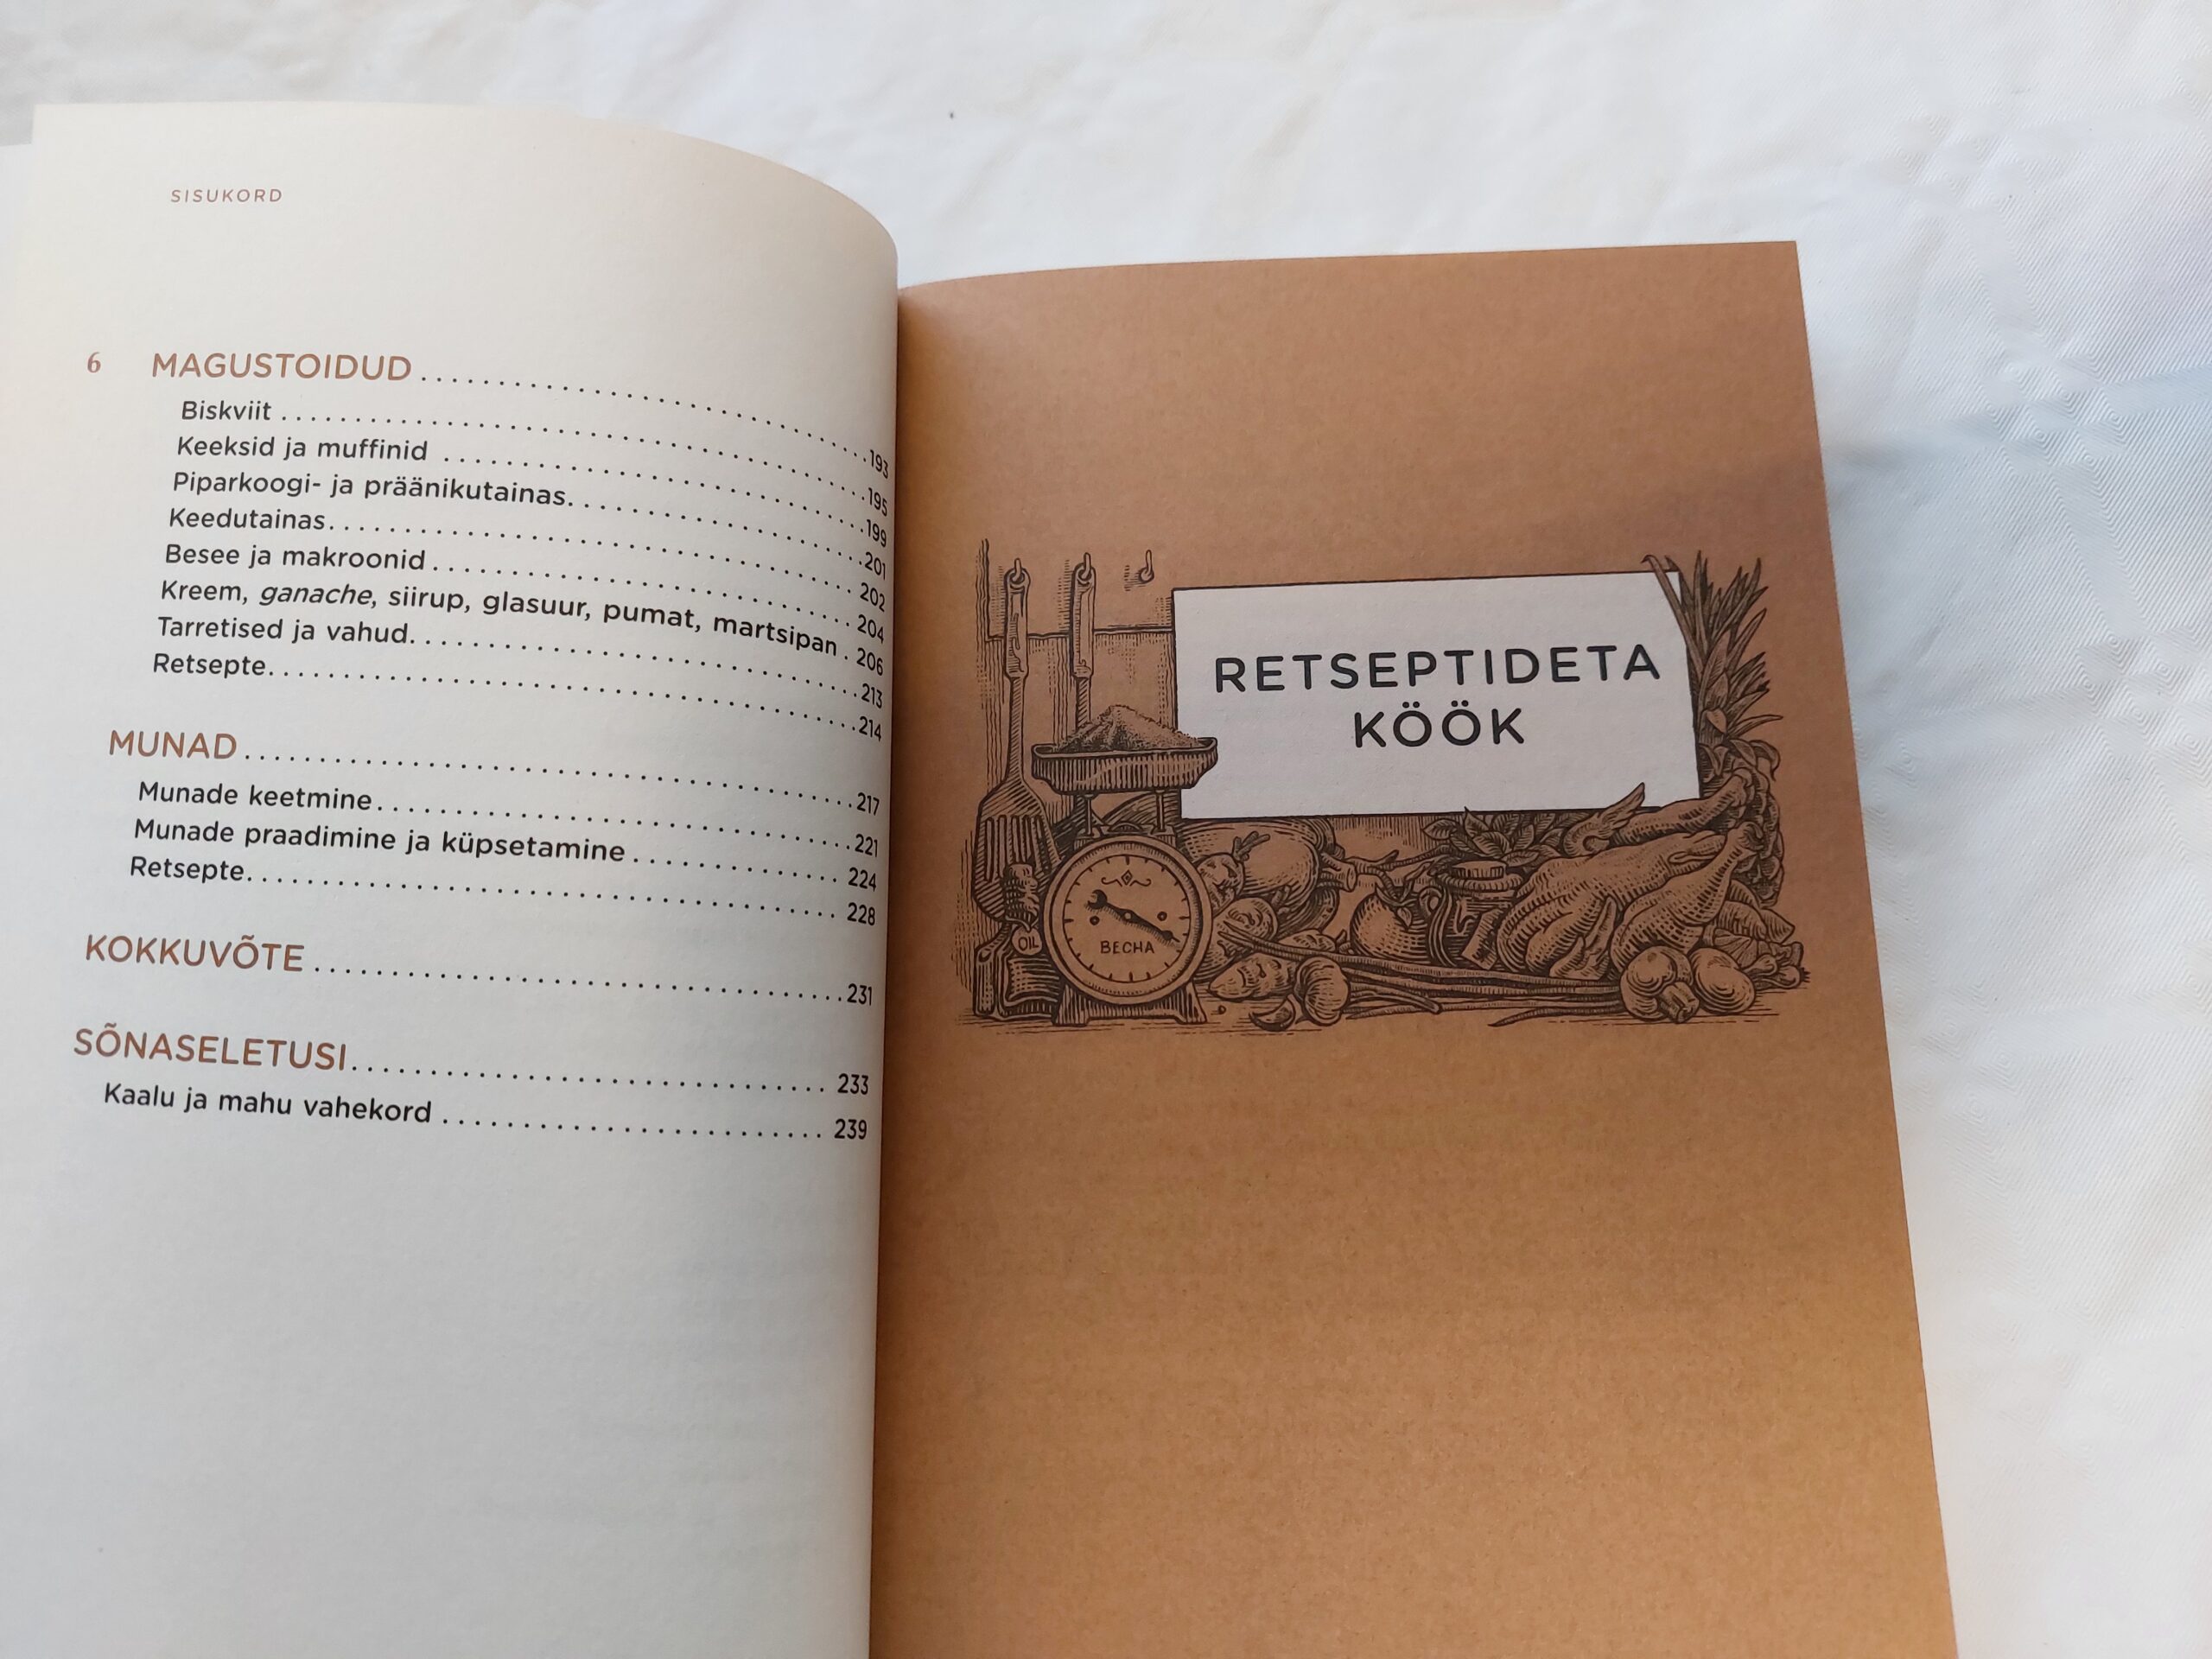 SISUKORD
6 MAGUSTOIDUD 193
Biskviit 195
Keeksid ja muffinid 199
Piparkoogi- ja präänikutainas 201
Keedutainas 202
Besee ja makroonid 204
Kreem, ganache, siirup, glasuur, pumat, martsipan 206
Tarretised ja vahud 213
Retsepte 214
MUNAD 217
Munade keetmine 221
Munade praadimine ja küpsetamine 224
Retsepte 228
KOKKUVÕTE 231
SÕNASELETUSI 233
Kaalu ja mahu vahekord 239
RETSEPTIDETA
KÖÖK
OIL
ВЕСНА